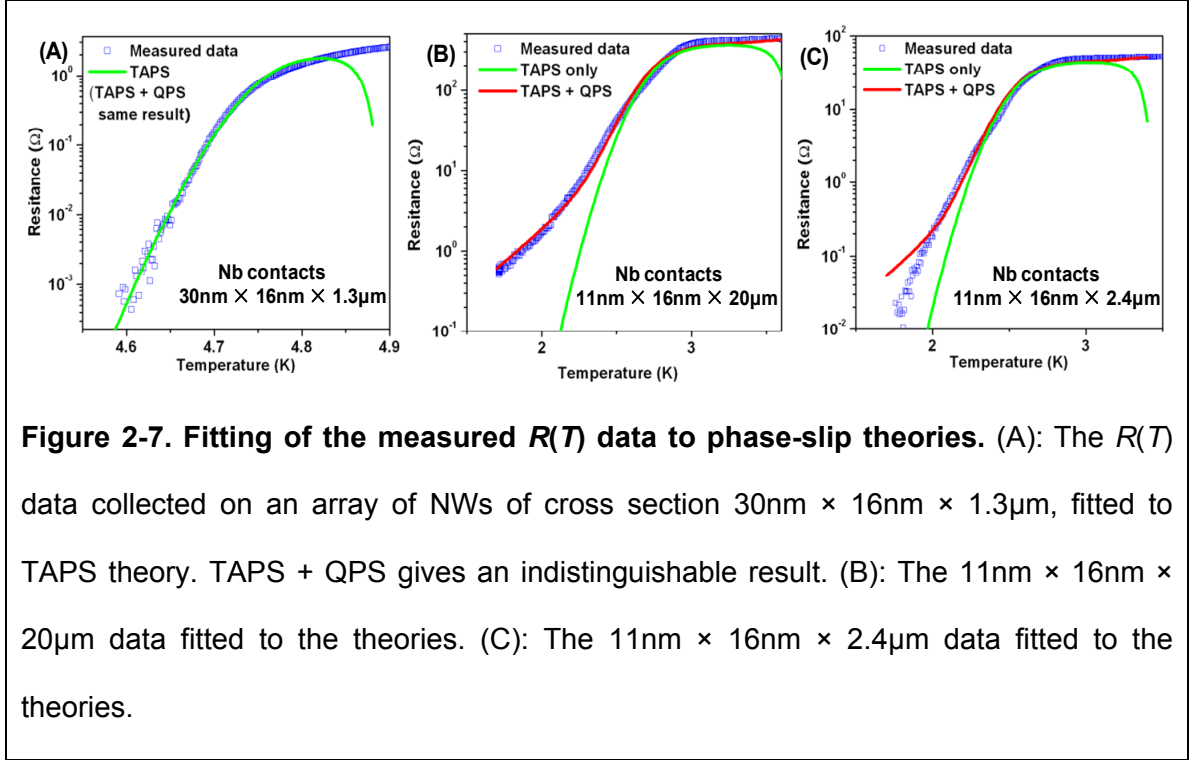 (A)
Measured data
TAPS
(TAPS + QPS
same result)
Nb contacts
30nm × 16nm × 1.3µm
10^0
10^-1
10^-2
10^-3
4.6 4.7 4.8 4.9
Resitance (Ω)
Temperature (K)
(B)
Measured data
TAPS only
TAPS + QPS
Nb contacts
11nm × 16nm × 20µm
10^2
10^1
10^0
10^-1
2 3
Resitance (Ω)
Temperature (K)
(C)
Measured data
TAPS only
TAPS + QPS
Nb contacts
11nm × 16nm × 2.4µm
10^2
10^1
10^0
10^-1
10^-2
2 3
Resitance (Ω)
Temperature (K)
Figure 2-7. Fitting of the measured R(T) data to phase-slip theories. (A): The R(T)
data collected on an array of NWs of cross section 30nm × 16nm × 1.3µm, fitted to
TAPS theory. TAPS + QPS gives an indistinguishable result. (B): The 11nm × 16nm ×
20µm data fitted to the theories. (C): The 11nm × 16nm × 2.4µm data fitted to the
theories.